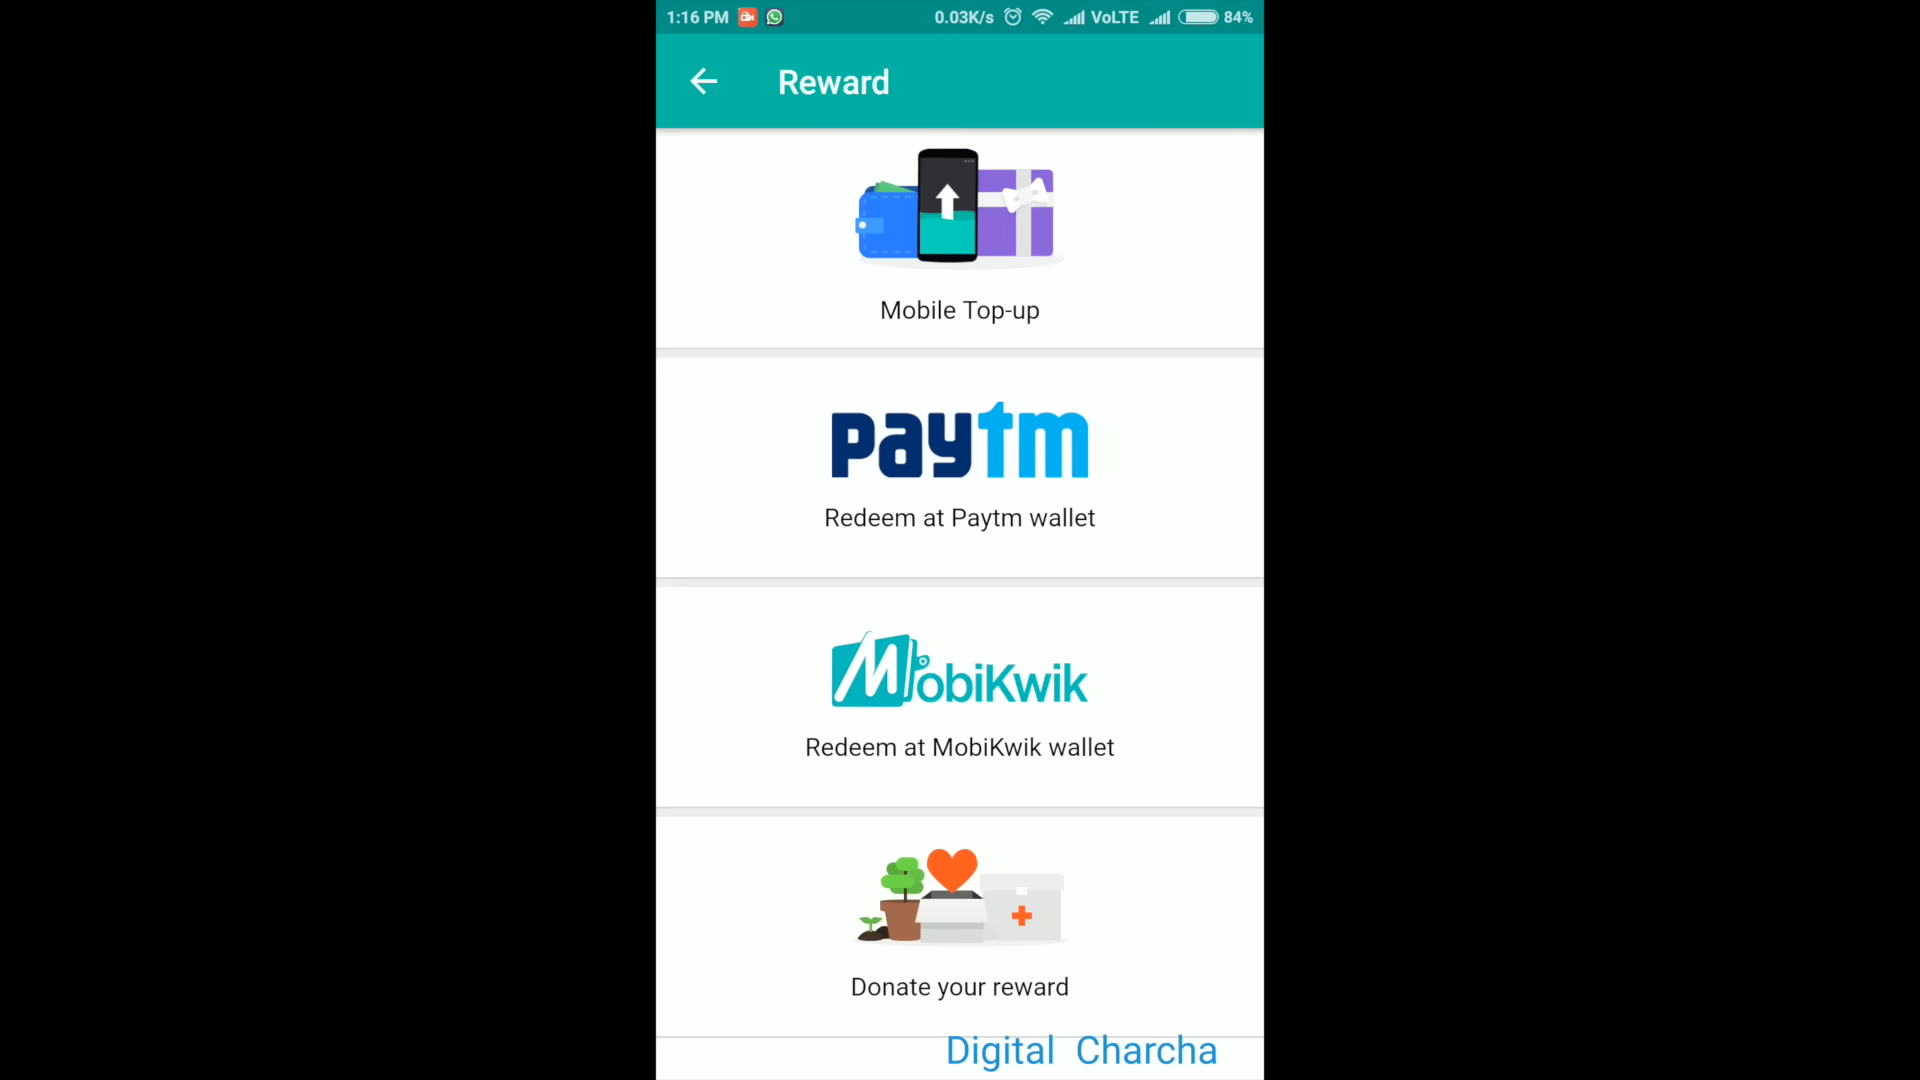 1:16 PM 0.03K/s VoLTE 84%
Reward
Mobile Top-up
paytm
Redeem at Paytm wallet
MobiKwik
Redeem at MobiKwik wallet
Donate your reward
Digital Charcha